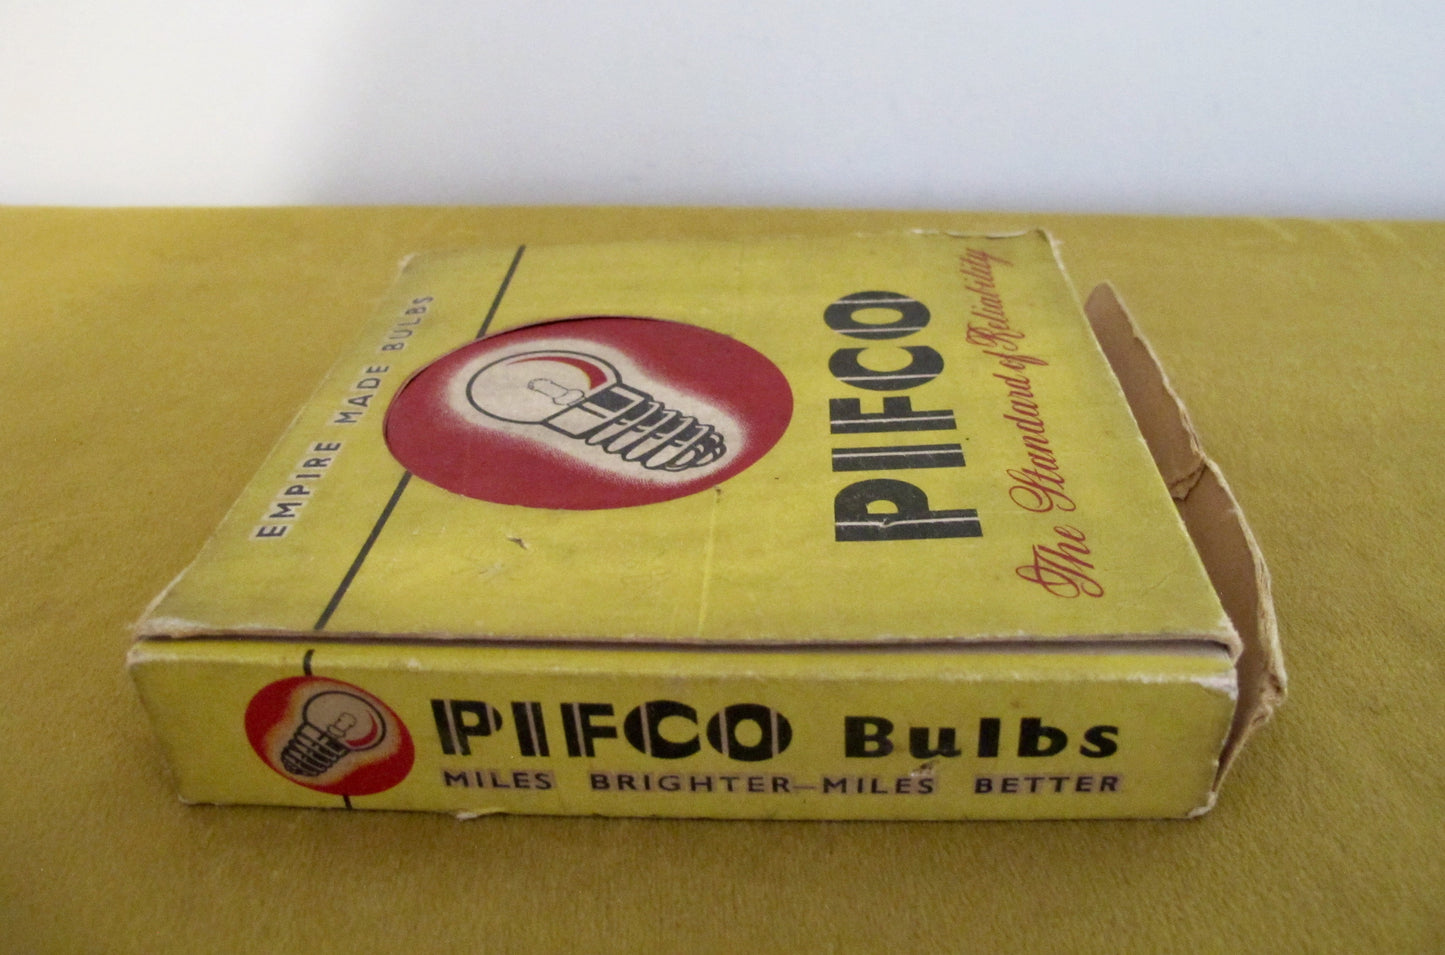 EMPIRE MADE BULBS
PIFCO
The Standard of Reliability
PIFCO Bulbs
MILES BRIGHTER–MILES BETTER